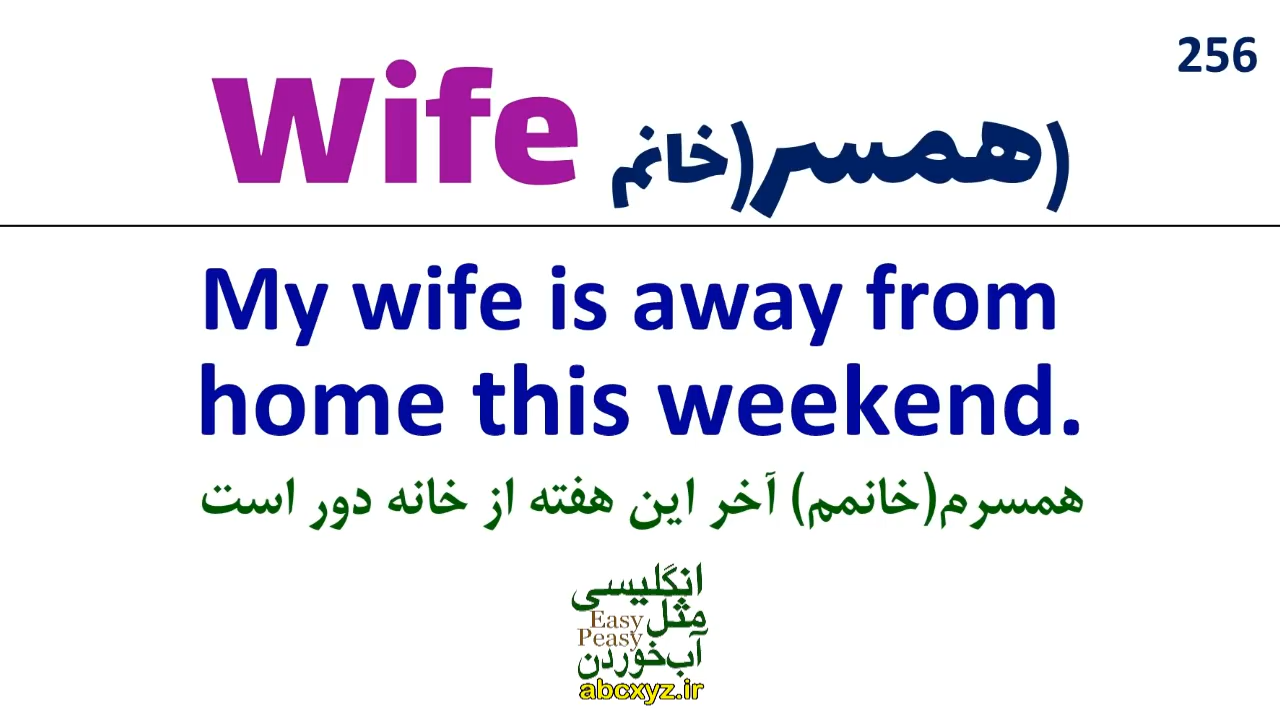 256
Wife همسر(خانم)
My wife is away from
home this weekend.
همسرم(خانمم) آخر این هفته از خانه دور است
انگلیسی
مثل Easy
Peasy
آب‌خوردن
abcxyz.ir